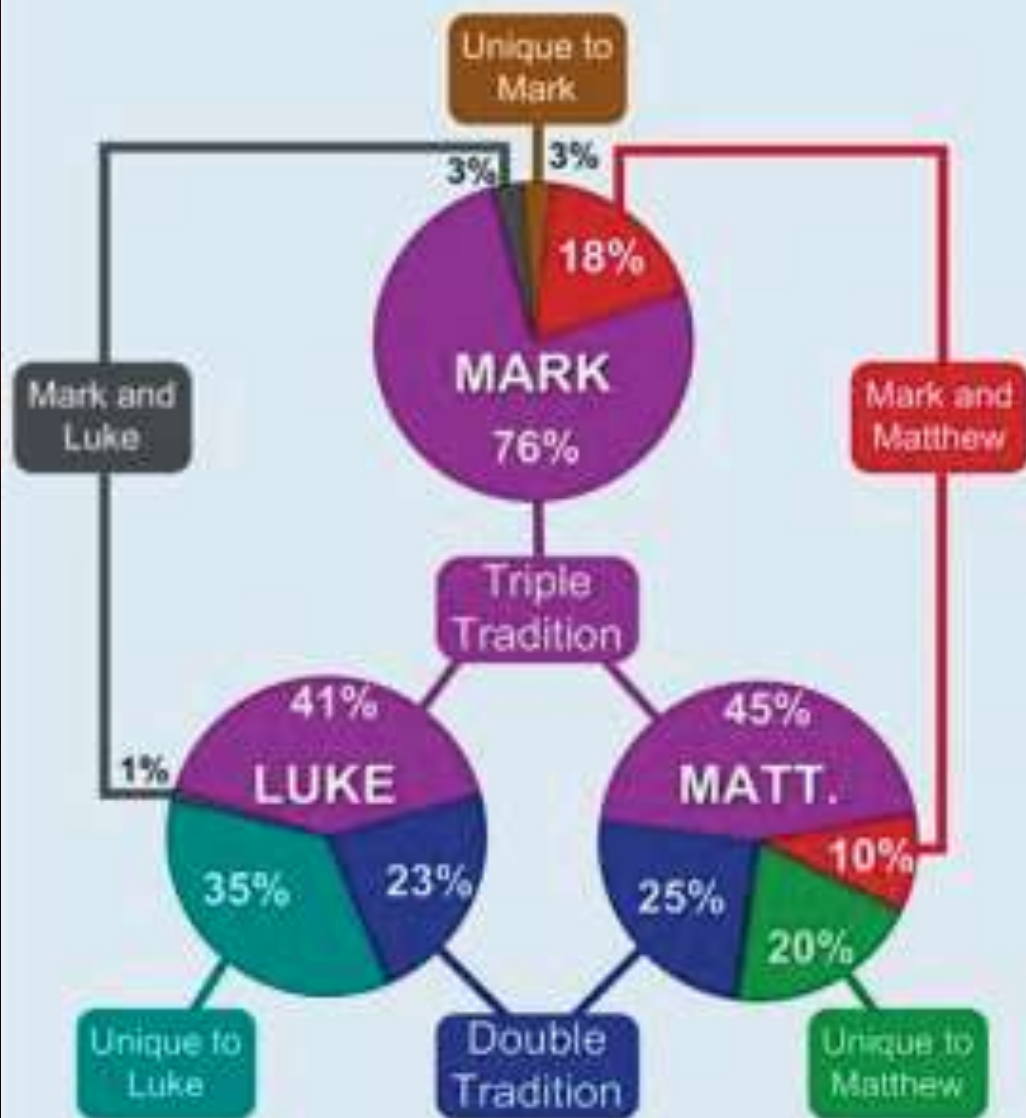 Unique to
Mark
3%
3%
18%
MARK
76%
Mark and
Luke
Mark and
Matthew
Triple
Tradition
41%
LUKE
1%
35%
23%
45%
MATT.
10%
25%
20%
Unique to
Luke
Double
Tradition
Unique to
Matthew